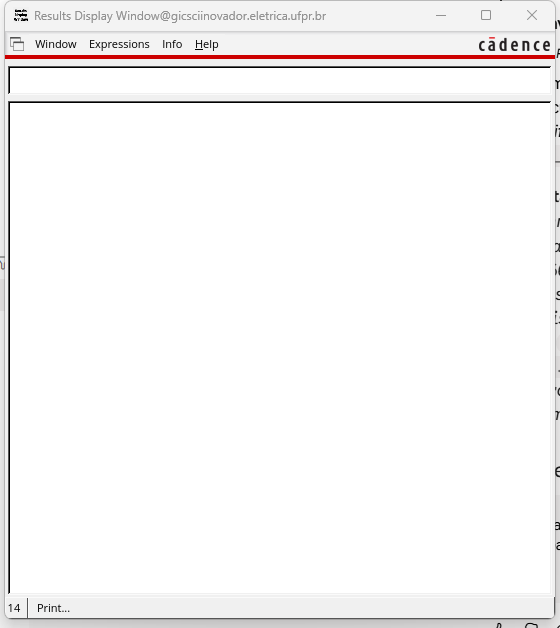 Results Display Window@gicsciinovador.eletrica.ufpr.br
Window Expressions Info Help cādence
14 Print...